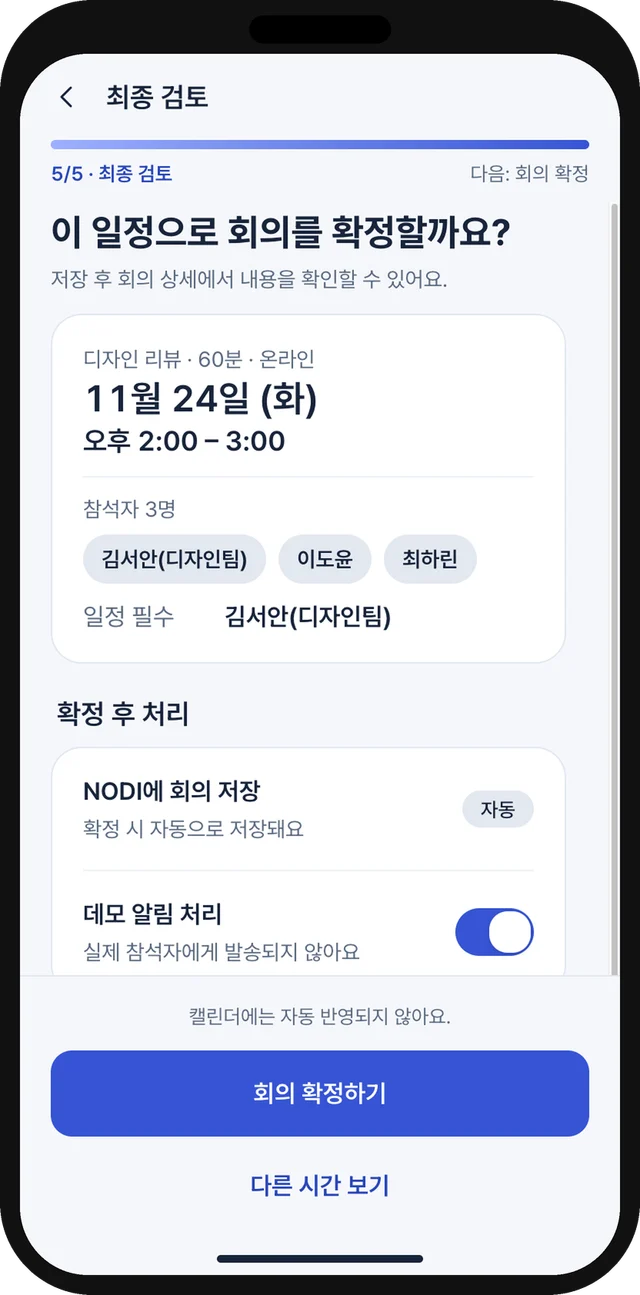 최종 검토
5/5 · 최종 검토
다음: 회의 확정
이 일정으로 회의를 확정할까요?
저장 후 회의 상세에서 내용을 확인할 수 있어요.
디자인 리뷰 · 60분 · 온라인
11월 24일 (화)
오후 2:00 – 3:00
참석자 3명
김서안(디자인팀) 이도윤 최하린
일정 필수 김서안(디자인팀)
확정 후 처리
NODI에 회의 저장
자동
확정 시 자동으로 저장돼요
데모 알림 처리
실제 참석자에게 발송되지 않아요
캘린더에는 자동 반영되지 않아요.
회의 확정하기
다른 시간 보기